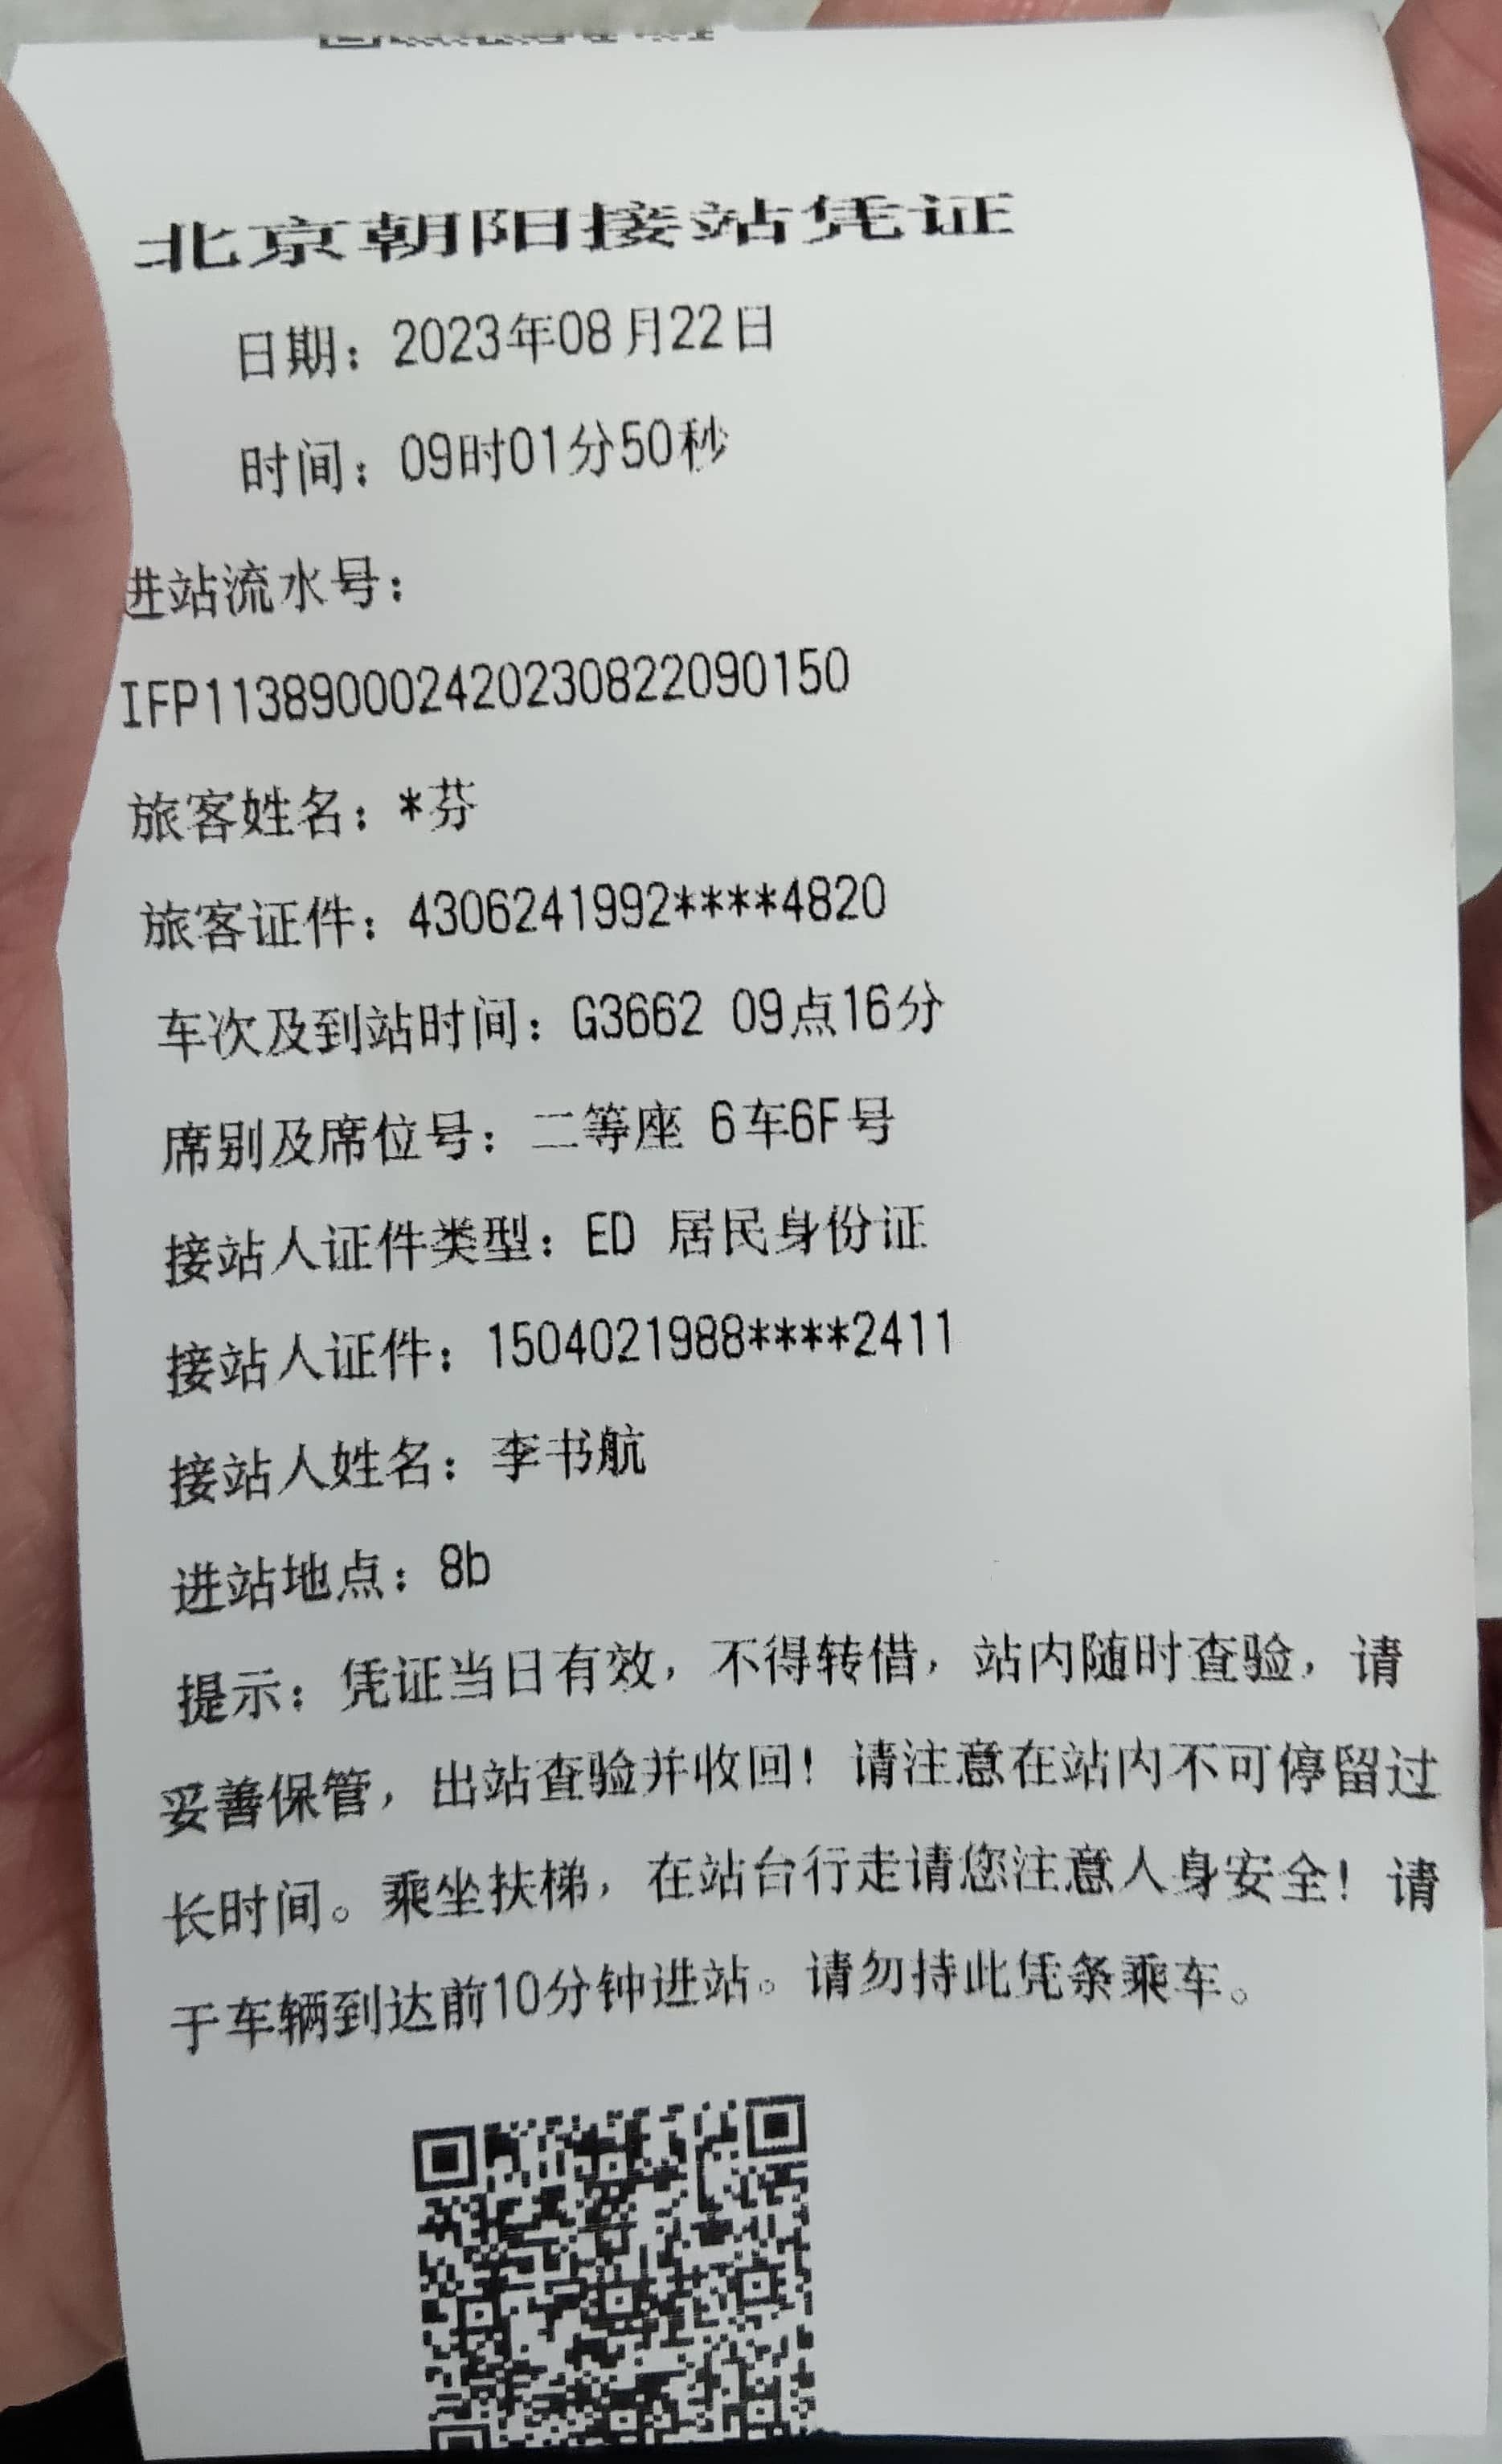 北京朝阳接站凭证
日期：2023年08月22日
时间：09时01分50秒
进站流水号：
IFP11389000242023082209​0150
旅客姓名：*芬
旅客证件：4306241992****4820
车次及到站时间：G3662 09点16分
席别及席位号：二等座 6车6F号
接站人证件类型：ED 居民身份证
接站人证件：1504021988****2411
接站人姓名：李书航
进站地点：8b
提示：凭证当日有效，不得转借，站内随时查验，请
妥善保管，出站查验并收回！请注意在站内不可停留过
长时间。乘坐扶梯，在站台行走请您注意人身安全！请
于车辆到达前10分钟进站。请勿持此凭条乘车。